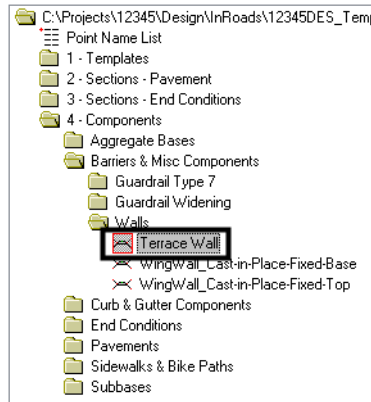 C:\Projects\12345\Design\InRoads\12345DES_Temp
Point Name List
1 - Templates
2 - Sections - Pavement
3 - Sections - End Conditions
4 - Components
Aggregate Bases
Barriers & Misc Components
Guardrail Type 7
Guardrail Widening
Walls
Terrace Wall
WingWall_Cast-in-Place-Fixed-Base
WingWall_Cast-in-Place-Fixed-Top
Curb & Gutter Components
End Conditions
Pavements
Sidewalks & Bike Paths
Subbases